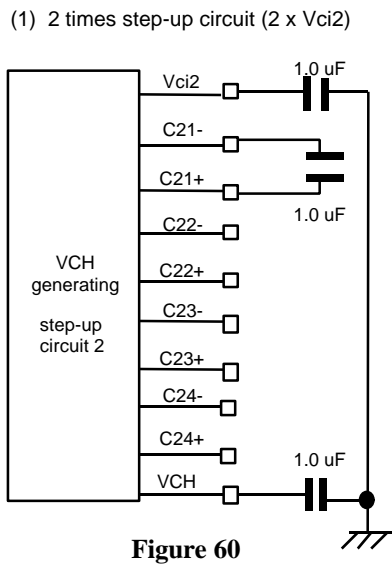 (1) 2 times step-up circuit (2 x Vci2)
1.0 uF
Vci2
C21-
C21+
1.0 uF
C22-
VCH
generating
C22+
C23-
step-up
circuit 2
C23+
C24-
C24+
1.0 uF
VCH
Figure 60